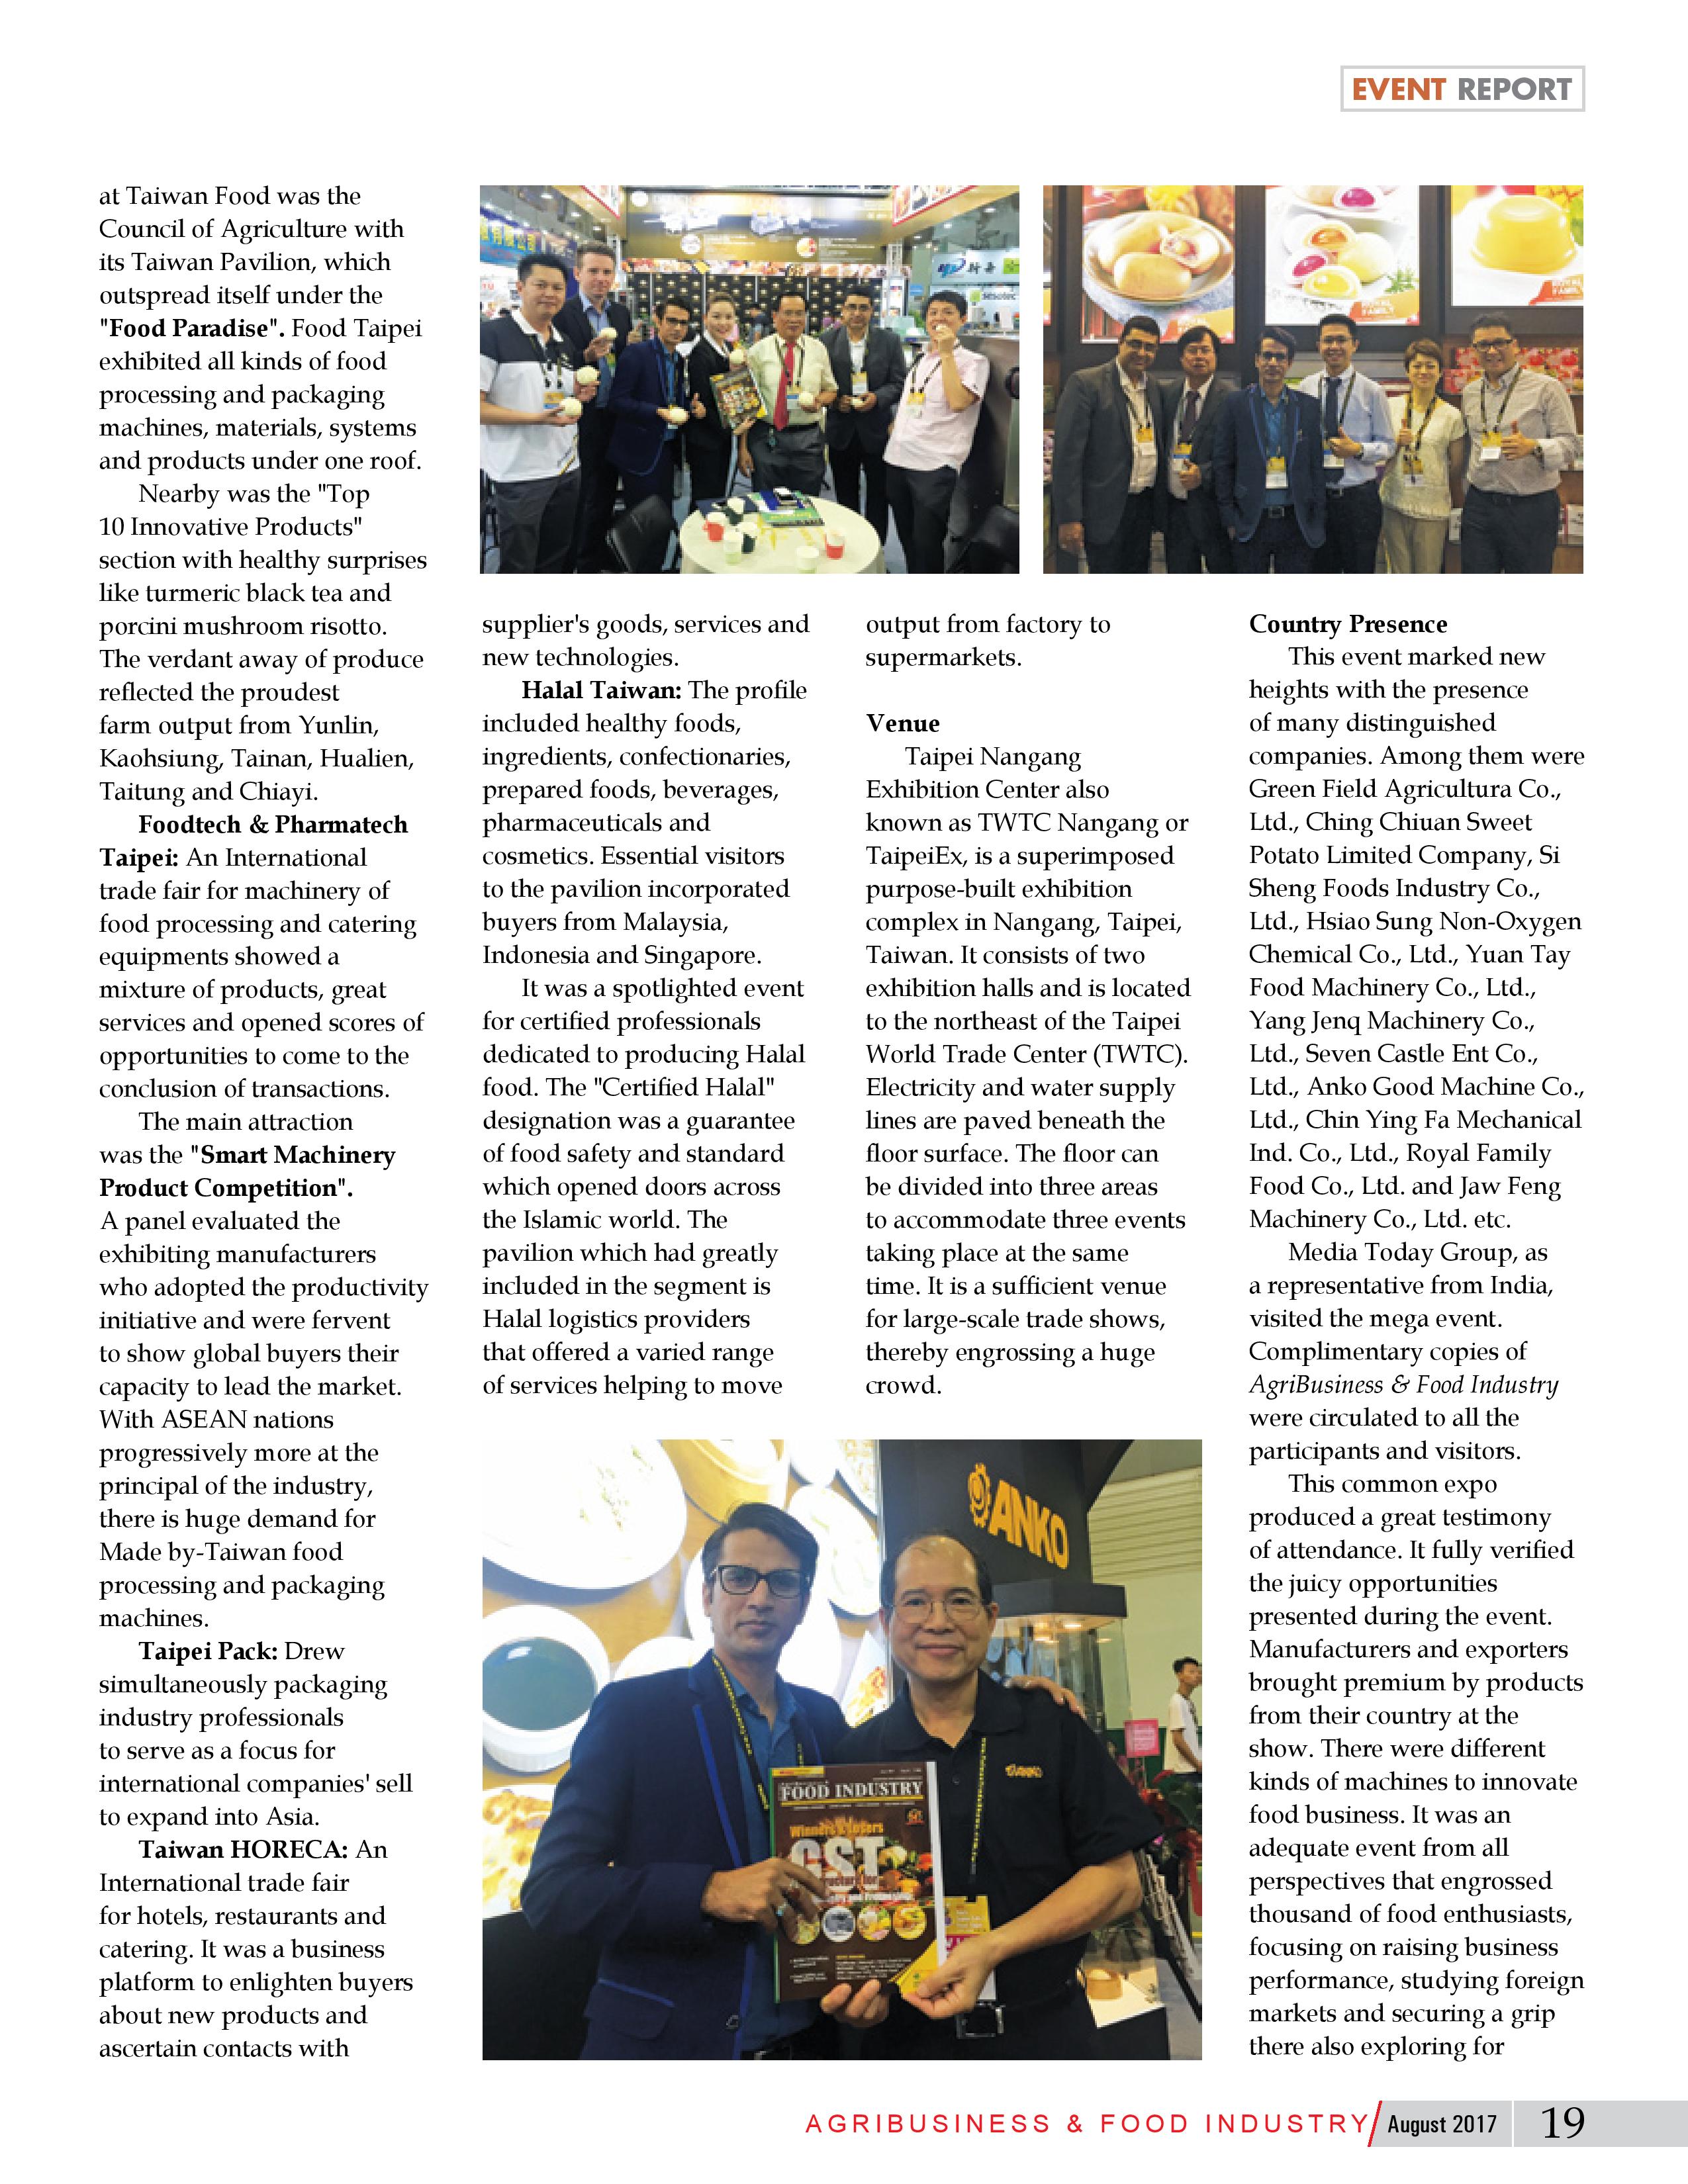 EVENT REPORT
at Taiwan Food was the
Council of Agriculture with
its Taiwan Pavilion, which
outspread itself under the
"Food Paradise". Food Taipei
exhibited all kinds of food
processing and packaging
machines, materials, systems
and products under one roof.
Nearby was the "Top
10 Innovative Products"
section with healthy surprises
like turmeric black tea and
porcini mushroom risotto.
The verdant away of produce
reflected the proudest
farm output from Yunlin,
Kaohsiung, Tainan, Hualien,
Taitung and Chiayi.
Foodtech & Pharmatech
Taipei: An International
trade fair for machinery of
food processing and catering
equipments showed a
mixture of products, great
services and opened scores of
opportunities to come to the
conclusion of transactions.
The main attraction
was the "Smart Machinery
Product Competition".
A panel evaluated the
exhibiting manufacturers
who adopted the productivity
initiative and were fervent
to show global buyers their
capacity to lead the market.
With ASEAN nations
progressively more at the
principal of the industry,
there is huge demand for
Made by-Taiwan food
processing and packaging
machines.
Taipei Pack: Drew
simultaneously packaging
industry professionals
to serve as a focus for
international companies' sell
to expand into Asia.
Taiwan HORECA: An
International trade fair
for hotels, restaurants and
catering. It was a business
platform to enlighten buyers
about new products and
ascertain contacts with
sesotec
ROYAL
FAMILY
supplier's goods, services and
new technologies.
Halal Taiwan: The profile
included healthy foods,
ingredients, confectionaries,
prepared foods, beverages,
pharmaceuticals and
cosmetics. Essential visitors
to the pavilion incorporated
buyers from Malaysia,
Indonesia and Singapore.
It was a spotlighted event
for certified professionals
dedicated to producing Halal
food. The "Certified Halal"
designation was a guarantee
of food safety and standard
which opened doors across
the Islamic world. The
pavilion which had greatly
included in the segment is
Halal logistics providers
that offered a varied range
of services helping to move
output from factory to
supermarkets.
Venue
Taipei Nangang
Exhibition Center also
known as TWTC Nangang or
TaipeiEx, is a superimposed
purpose-built exhibition
complex in Nangang, Taipei,
Taiwan. It consists of two
exhibition halls and is located
to the northeast of the Taipei
World Trade Center (TWTC).
Electricity and water supply
lines are paved beneath the
floor surface. The floor can
be divided into three areas
to accommodate three events
taking place at the same
time. It is a sufficient venue
for large-scale trade shows,
thereby engrossing a huge
crowd.
ANKO
ANKO
FOOD INDUSTRY
Winners & Losers
GST
Country Presence
This event marked new
heights with the presence
of many distinguished
companies. Among them were
Green Field Agricultura Co.,
Ltd., Ching Chiuan Sweet
Potato Limited Company, Si
Sheng Foods Industry Co.,
Ltd., Hsiao Sung Non-Oxygen
Chemical Co., Ltd., Yuan Tay
Food Machinery Co., Ltd.,
Yang Jenq Machinery Co.,
Ltd., Seven Castle Ent Co.,
Ltd., Anko Good Machine Co.,
Ltd., Chin Ying Fa Mechanical
Ind. Co., Ltd., Royal Family
Food Co., Ltd. and Jaw Feng
Machinery Co., Ltd. etc.
Media Today Group, as
a representative from India,
visited the mega event.
Complimentary copies of
AgriBusiness & Food Industry
were circulated to all the
participants and visitors.
This common expo
produced a great testimony
of attendance. It fully verified
the juicy opportunities
presented during the event.
Manufacturers and exporters
brought premium by products
from their country at the
show. There were different
kinds of machines to innovate
food business. It was an
adequate event from all
perspectives that engrossed
thousand of food enthusiasts,
focusing on raising business
performance, studying foreign
markets and securing a grip
there also exploring for
AGRIBUSINESS & FOOD INDUSTRY/ August 2017 19